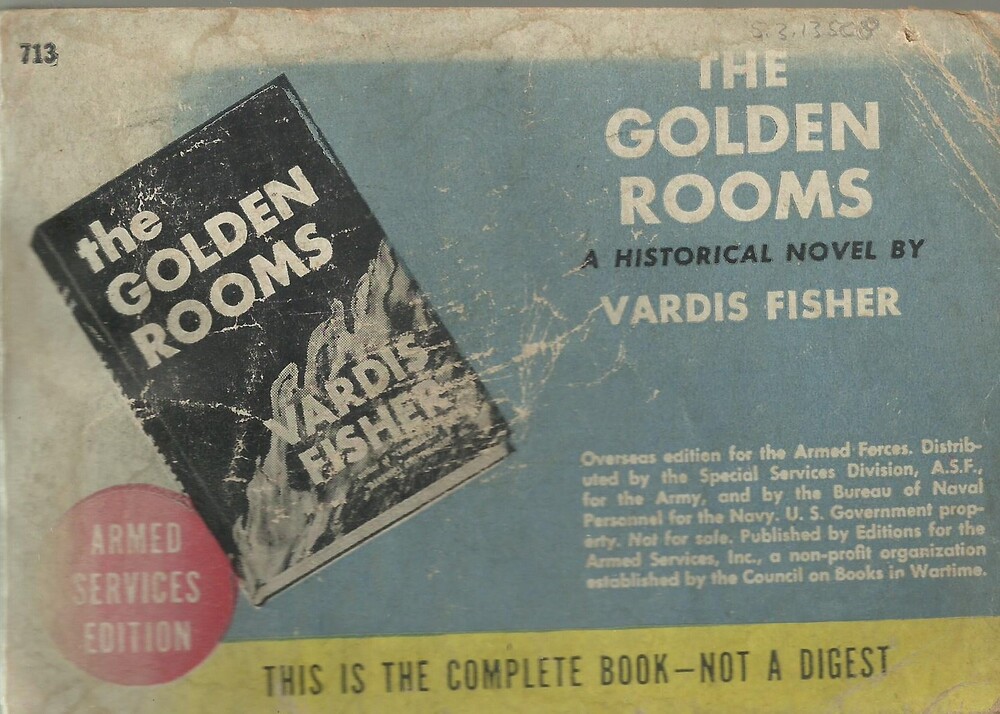 713
THE
GOLDEN
ROOMS
A HISTORICAL NOVEL BY
VARDIS FISHER
the
GOLDEN
ROOMS
VARDIS
FISHER
Overseas edition for the Armed Forces. Distrib-
uted by the Special Services Division, A.S.F.,
for the Army, and by the Bureau of Naval
Personnel for the Navy. U. S. Government prop-
erty. Not for sale. Published by Editions for the
Armed Services, Inc., a non-profit organization
established by the Council on Books in Wartime.
ARMED
SERVICES
EDITION
THIS IS THE COMPLETE BOOK—NOT A DIGEST